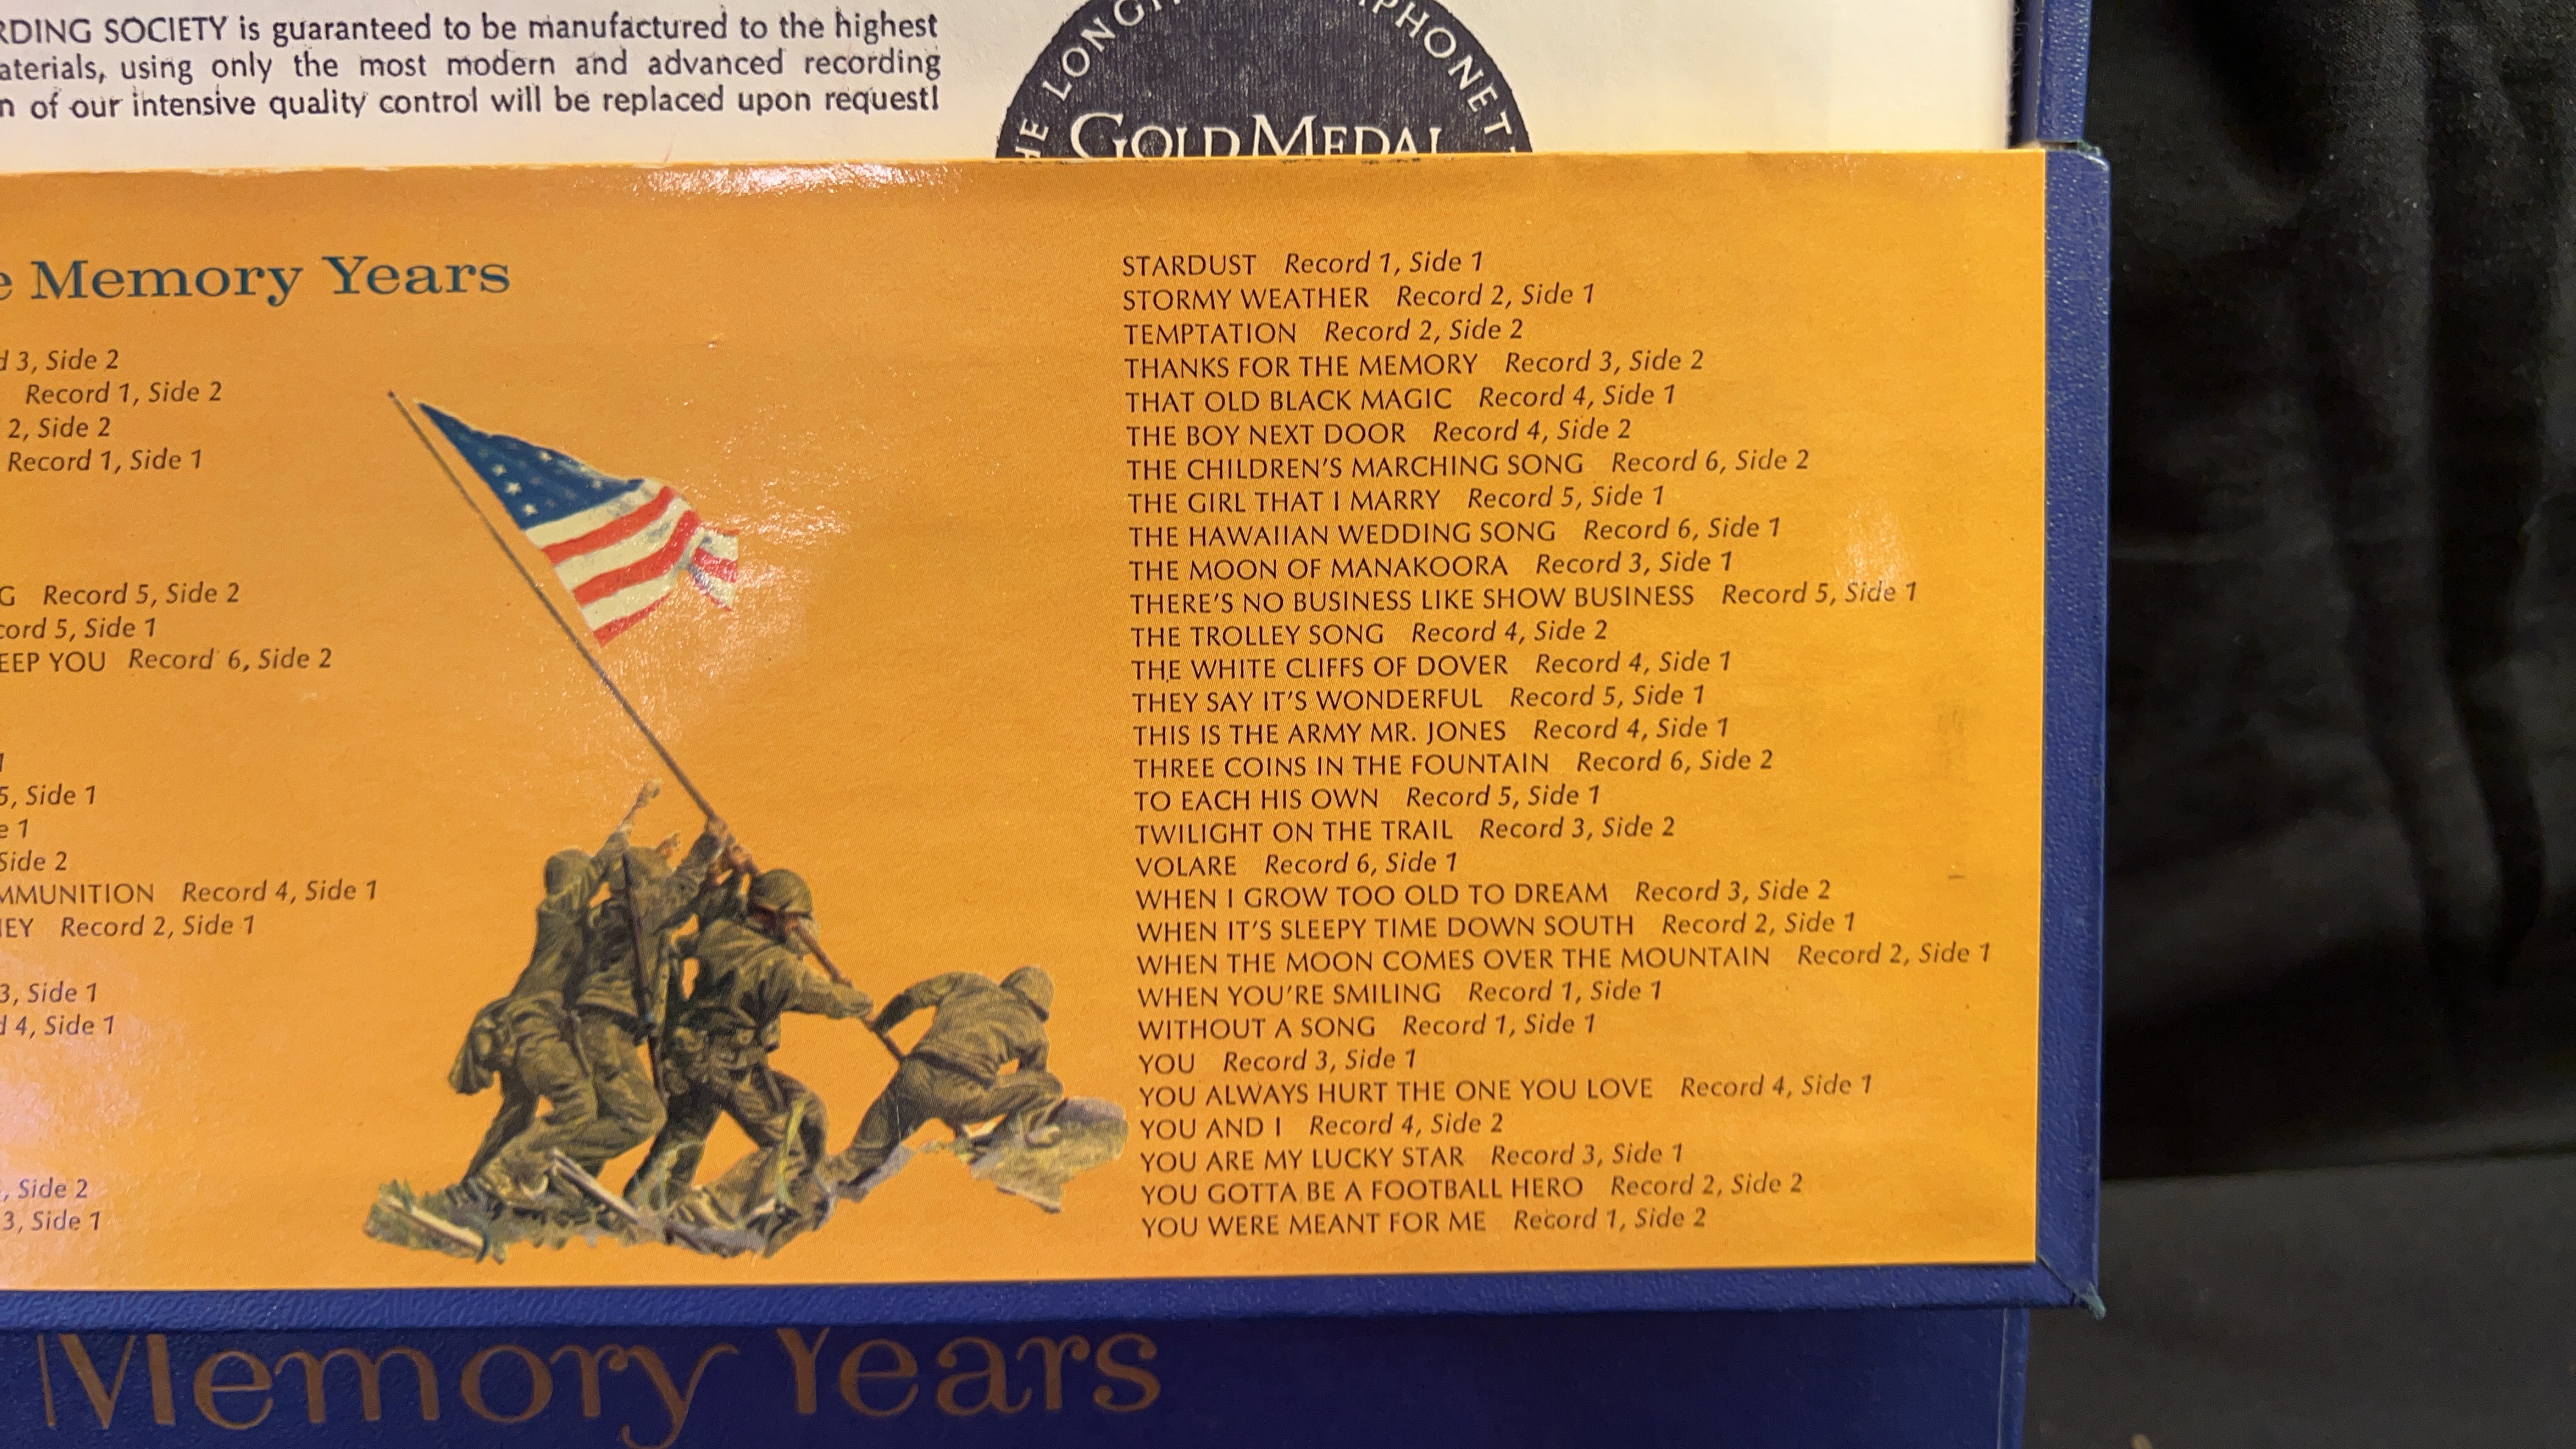 SOCIETY is guaranteed to be manufactured to the highest
using only the most modern and advanced recording
of our intensive quality control will be replaced upon request!
THE
GOLD MEDAL
Memory Years
3, Side 2
Record 1, Side 2
2, Side 2
Record 1, Side 1
G Record 5, Side 2
5, Side 1
YOU Record 6, Side 2
5, Side 1
1
Side 2
Record 4, Side 1
Record 2, Side 1
3, Side 1
4, Side 1
, Side 2
3, Side 1
STARDUST Record 1, Side 1
STORMY WEATHER Record 2, Side 1
TEMPTATION Record 2, Side 2
THANKS FOR THE MEMORY Record 3, Side 2
THAT OLD BLACK MAGIC Record 4, Side 1
THE BOY NEXT DOOR Record 4, Side 2
THE CHILDREN'S MARCHING SONG Record 6, Side 2
THE GIRL THAT I MARRY Record 5, Side 1
THE HAWAIIAN WEDDING SONG Record 6, Side 1
THE MOON OF MANAKOORA Record 3, Side 1
THERE'S NO BUSINESS LIKE SHOW BUSINESS Record 5, Side 1
THE TROLLEY SONG Record 4, Side 2
THE WHITE CLIFFS OF DOVER Record 4, Side 1
THEY SAY IT'S WONDERFUL Record 5, Side 1
THIS IS THE ARMY MR. JONES Record 4, Side 1
THREE COINS IN THE FOUNTAIN Record 6, Side 2
TO EACH HIS OWN Record 5, Side 1
TWILIGHT ON THE TRAIL Record 3, Side 2
VOLARE Record 6, Side 1
WHEN I GROW TOO OLD TO DREAM Record 3, Side 2
WHEN IT'S SLEEPY TIME DOWN SOUTH Record 2, Side 1
WHEN THE MOON COMES OVER THE MOUNTAIN Record 2, Side 1
WHEN YOU'RE SMILING Record 1, Side 1
WITHOUT A SONG Record 1, Side 1
YOU Record 3, Side 1
YOU ALWAYS HURT THE ONE YOU LOVE Record 4, Side 1
YOU AND I Record 4, Side 2
YOU ARE MY LUCKY STAR Record 3, Side 1
YOU GOTTA BE A FOOTBALL HERO Record 2, Side 2
YOU WERE MEANT FOR ME Record 1, Side 2
Memory Years